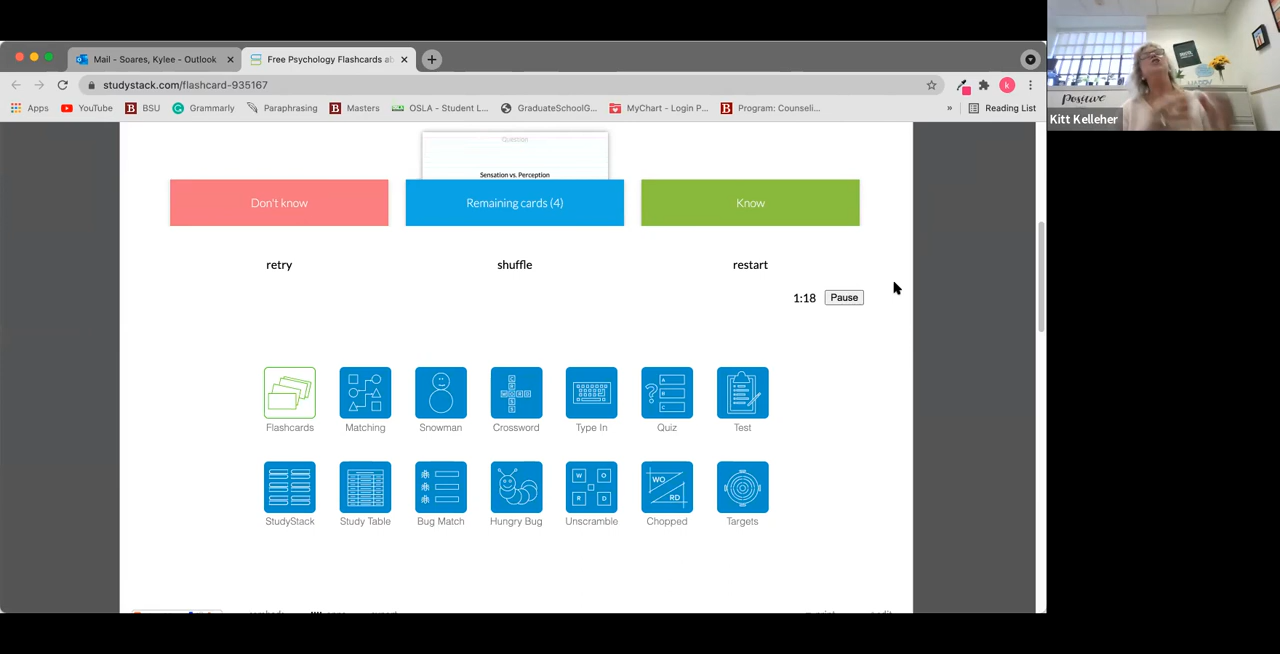 Mail - Soares, Kylee - Outlook
Free Psychology Flashcards ab
studystack.com/flashcard-935167
Apps YouTube BSU Grammarly Paraphrasing Masters OSLA - Student L... GraduateSchoolG... MyChart - Login P... Program: Counseli... » Reading List
Positive
Kitt Kelleher
Question
Sensation vs. Perception
Don't know Remaining cards (4) Know
retry shuffle restart
1:18 Pause
Flashcards Matching Snowman Crossword Type In Quiz Test
StudyStack Study Table Bug Match Hungry Bug Unscramble Chopped Targets